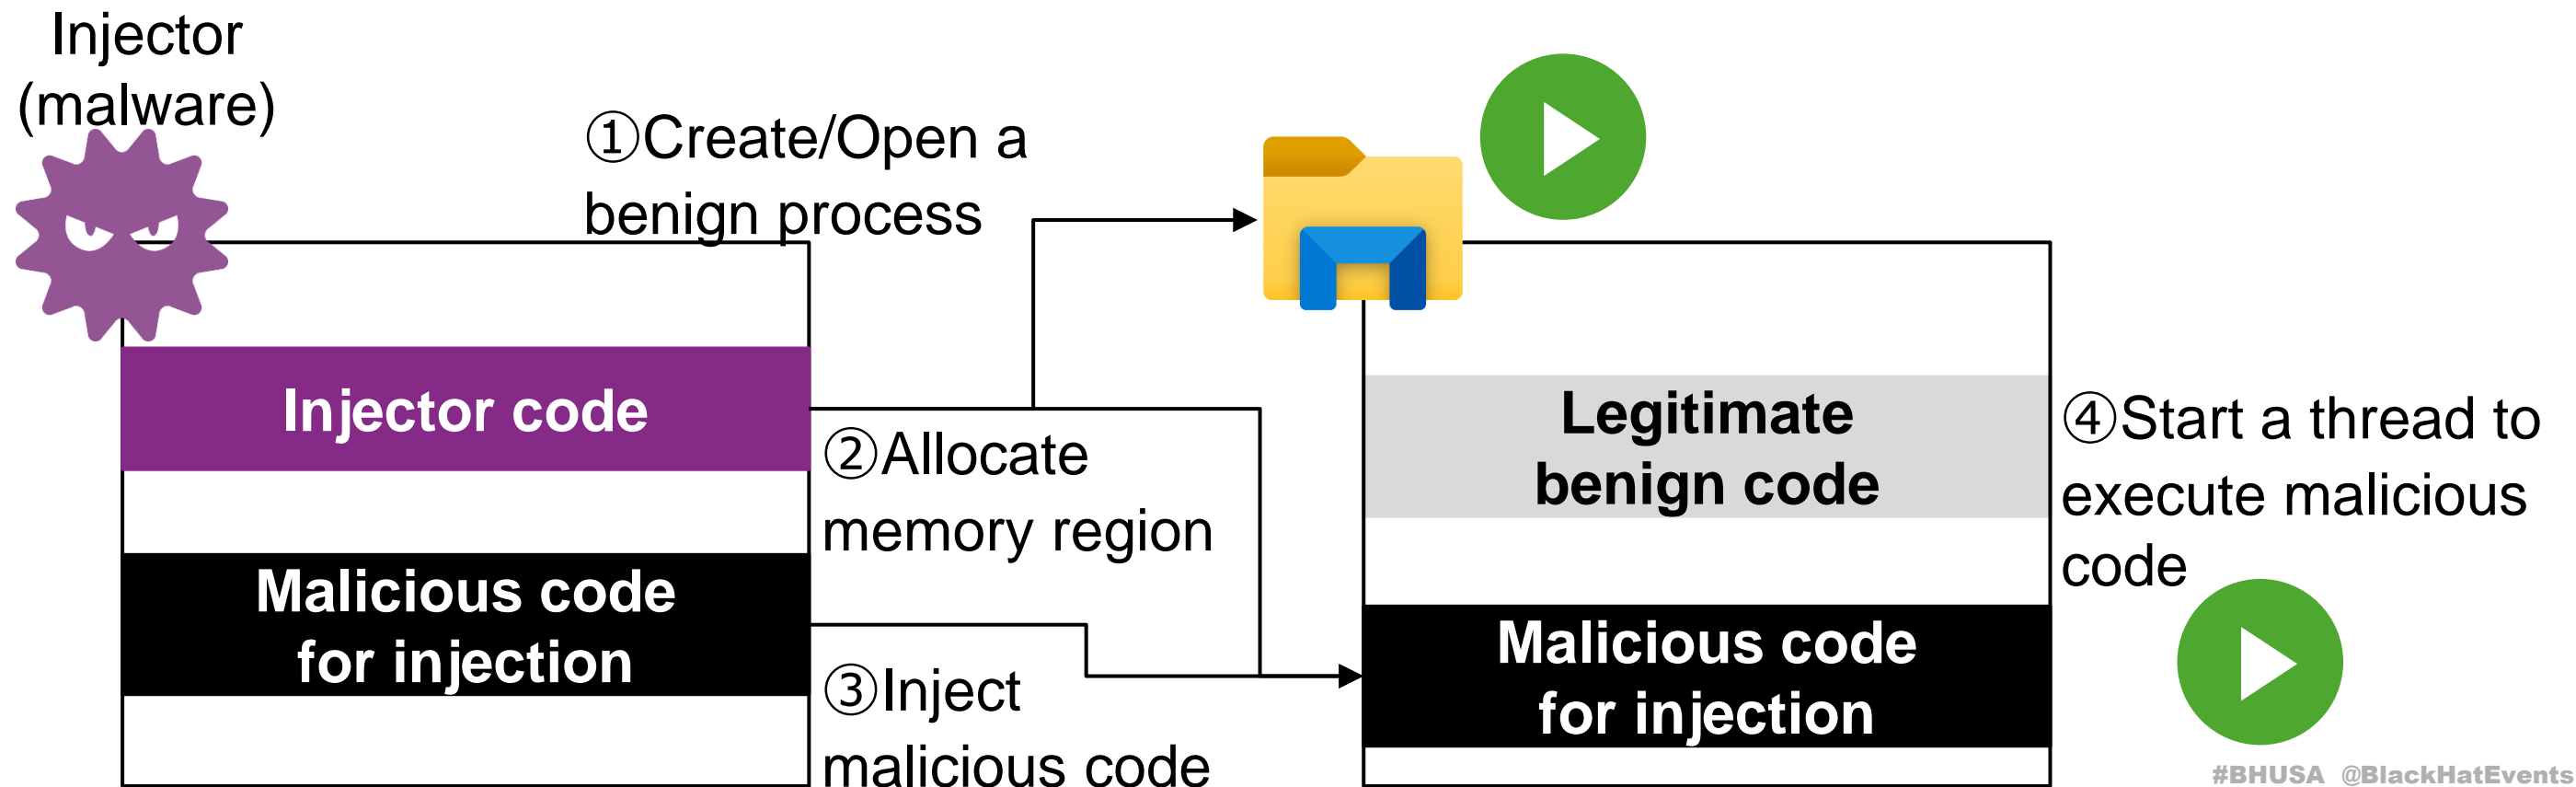 Injector
(malware)
①Create/Open a
benign process
Injector code
②Allocate
memory region
Malicious code
for injection
③Inject
malicious code
Legitimate
benign code
Malicious code
for injection
④Start a thread to
execute malicious
code
#BHUSA @BlackHatEvents